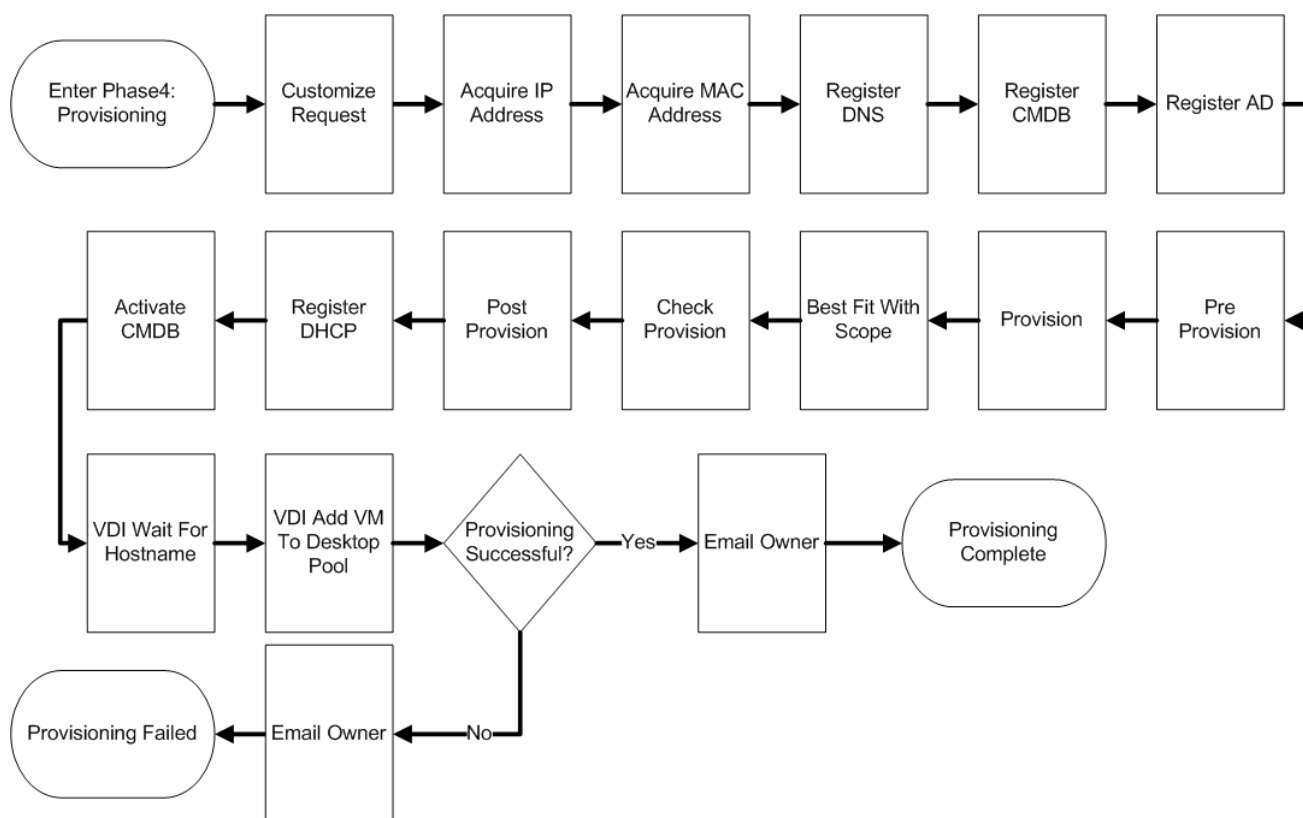 Enter Phase4:
Provisioning
Customize
Request
Acquire IP
Address
Acquire MAC
Address
Register
DNS
Register
CMDB
Register AD
Pre
Provision
Provision
Best Fit With
Scope
Check
Provision
Post
Provision
Register
DHCP
Activate
CMDB
VDI Wait For
Hostname
VDI Add VM
To Desktop
Pool
Provisioning
Successful?
Yes
Email Owner
Provisioning
Complete
No
Email Owner
Provisioning Failed